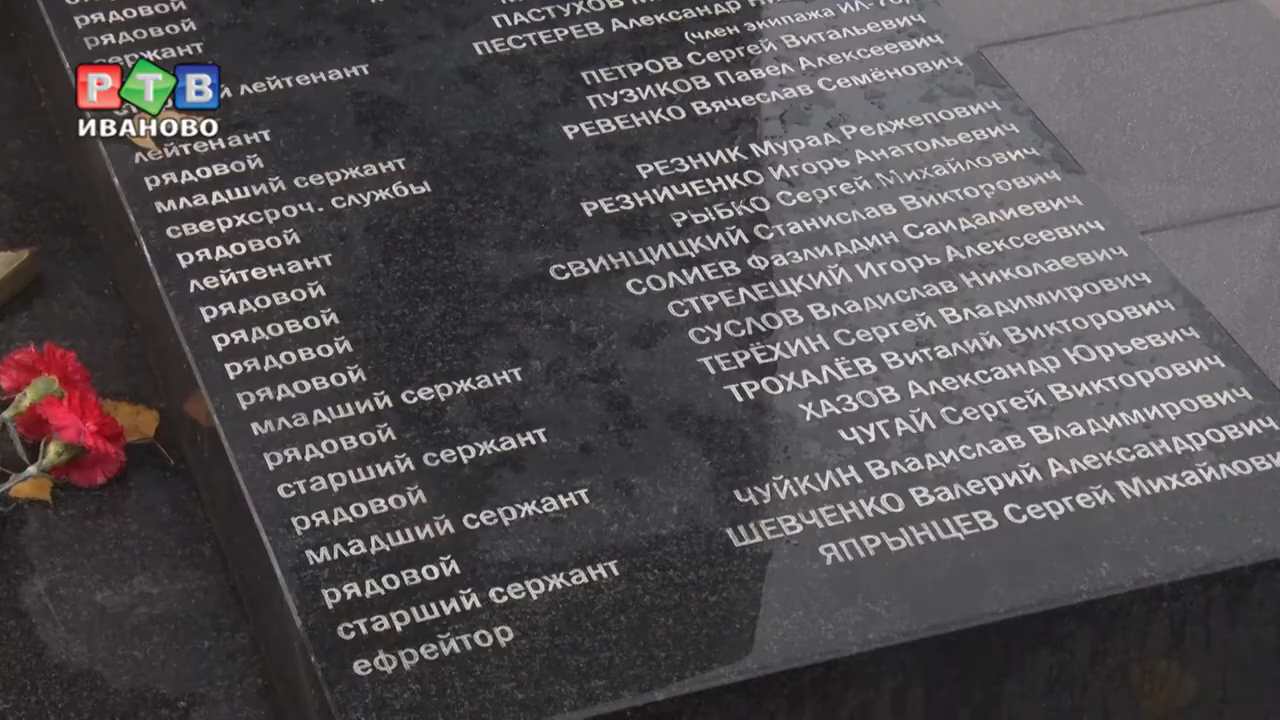 рядовой ПАСТУХОВ
сержант ПЕСТЕРЕВ Александр
лейтенант (член экипажа ИЛ-76)
лейтенант ПЕТРОВ Сергей Витальевич
рядовой ПУЗИКОВ Павел Алексеевич
младший сержант РЕВЕНКО Вячеслав Семёнович
сверхсроч. службы
рядовой РЕЗНИК Мурад Реджепович
лейтенант РЕЗНИЧЕНКО Игорь Анатольевич
рядовой РЫБКО Сергей Михайлович
рядовой СВИНЦИЦКИЙ Станислав Викторович
рядовой СОЛИЕВ Фазлиддин Саидалиевич
рядовой СТРЕЛЕЦКИЙ Игорь Алексеевич
младший сержант СУСЛОВ Владислав Николаевич
рядовой ТЕРЁХИН Сергей Владимирович
старший сержант ТРОХАЛЁВ Виталий Викторович
рядовой ХАЗОВ Александр Юрьевич
младший сержант ЧУГАЙ Сергей Викторович
рядовой ЧУЙКИН Владислав Владимирович
старший сержант ШЕВЧЕНКО Валерий Александрович
ефрейтор ЯПРЫНЦЕВ Сергей Михайлови
РТВ
ИВАНОВО